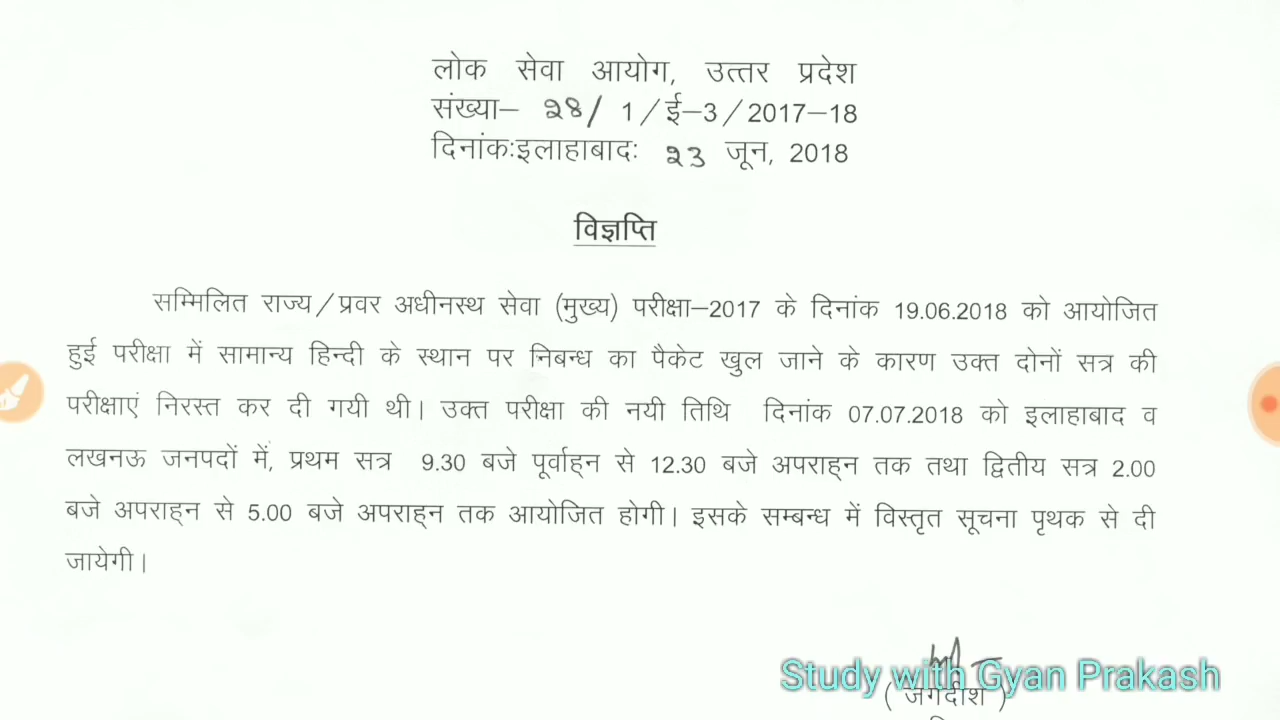 लोक सेवा आयोग, उत्तर प्रदेश
संख्या– २८/ 1/ई–3/2017–18
दिनांकःइलाहाबादः २३ जून, 2018
विज्ञप्ति
सम्मिलित राज्य/प्रवर अधीनस्थ सेवा (मुख्य) परीक्षा–2017 के दिनांक 19.06.2018 को आयोजित
हुई परीक्षा में सामान्य हिन्दी के स्थान पर निबन्ध का पैकेट खुल जाने के कारण उक्त दोनों सत्र की
परीक्षाएं निरस्त कर दी गयी थी। उक्त परीक्षा की नयी तिथि दिनांक 07.07.2018 को इलाहाबाद व
लखनऊ जनपदों में, प्रथम सत्र 9.30 बजे पूर्वाह्न से 12.30 बजे अपराह्न तक तथा द्वितीय सत्र 2.00
बजे अपराह्न से 5.00 बजे अपराह्न तक आयोजित होगी। इसके सम्बन्ध में विस्तृत सूचना पृथक से दी
जायेगी।
Study with Gyan Prakash
( जगदीश )